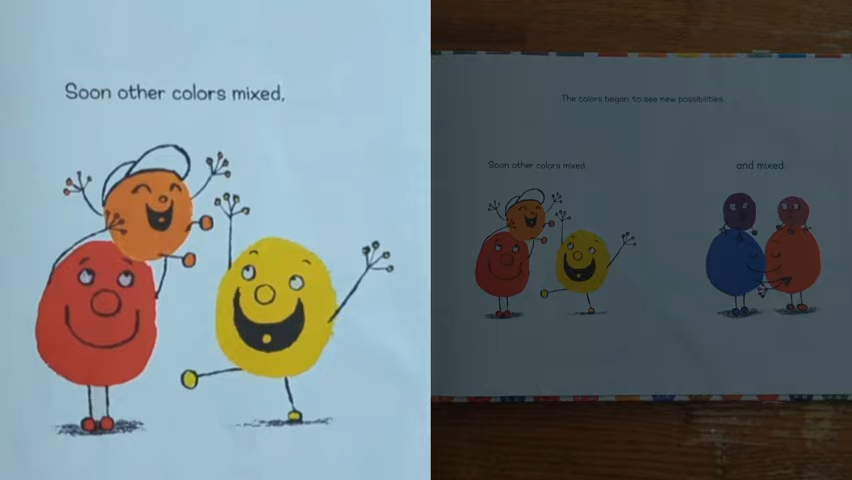 Soon other colors mixed,
The colors began to see new possibilities.
Soon other colors mixed,
and mixed.